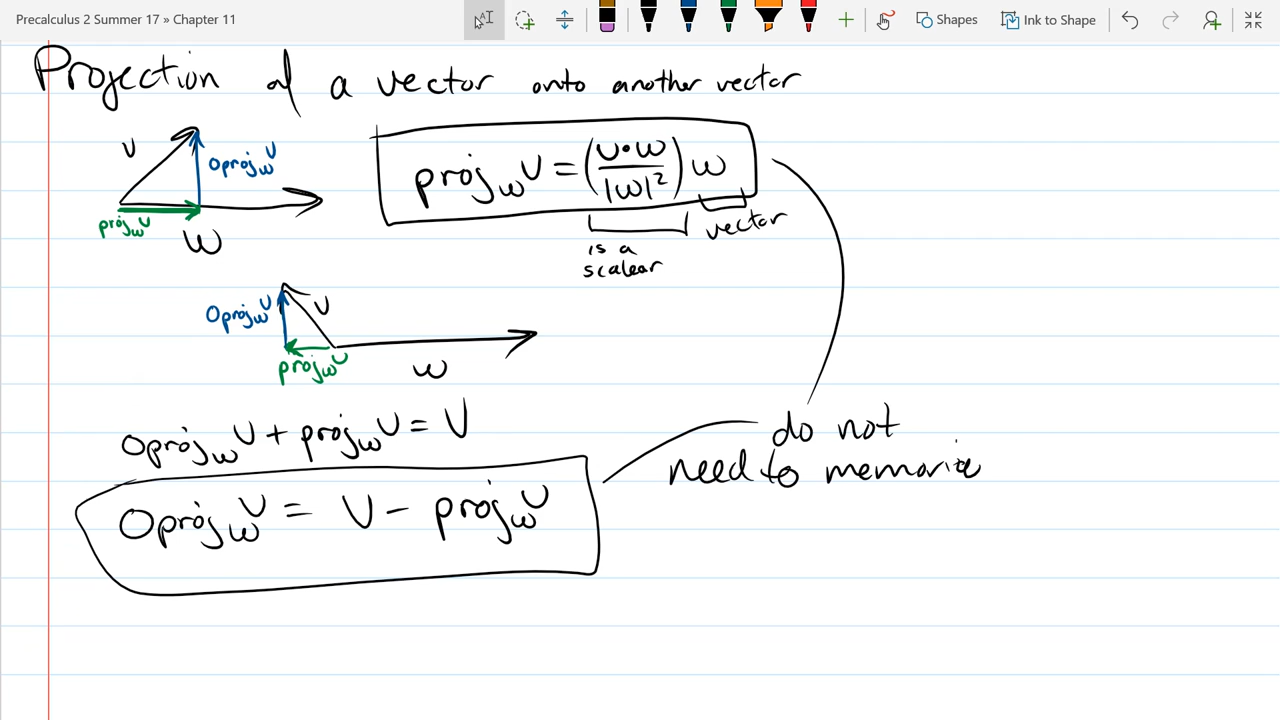 Precalculus 2 Summer 17 » Chapter 11
Shapes
Ink to Shape
Projection of a vector onto another vector
v
oproj_w v
proj_w v
w
proj_w v = (v•w / |w|²) w
is a
scalear
vector
oproj_w v
v
proj_w v
w
oproj_w v + proj_w v = v
oproj_w v = v - proj_w v
do not
need to memorize